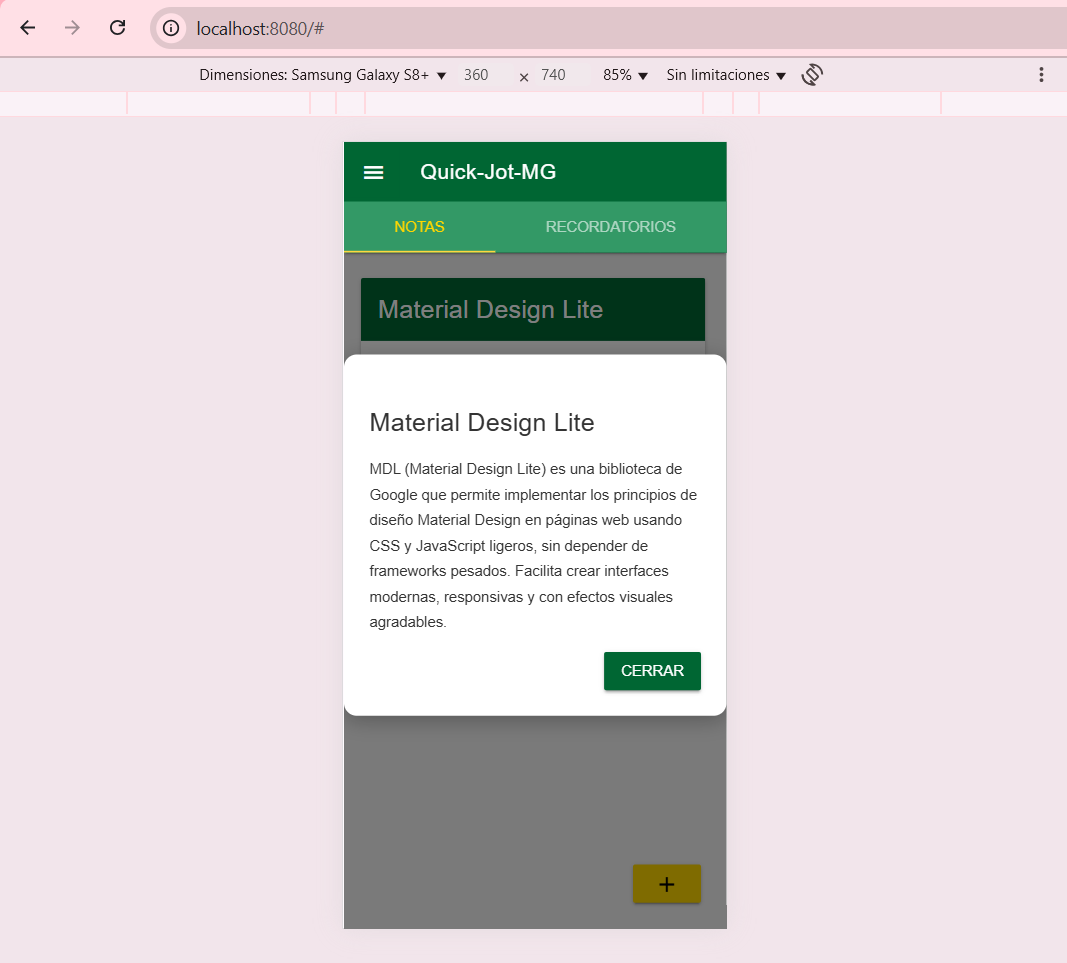 localhost:8080/#
Dimensiones: Samsung Galaxy S8+ ▼ 360 × 740 85% ▼ Sin limitaciones ▼
Quick-Jot-MG
NOTAS RECORDATORIOS
Material Design Lite
Material Design Lite
MDL (Material Design Lite) es una biblioteca de
Google que permite implementar los principios de
diseño Material Design en páginas web usando
CSS y JavaScript ligeros, sin depender de
frameworks pesados. Facilita crear interfaces
modernas, responsivas y con efectos visuales
agradables.
CERRAR
+